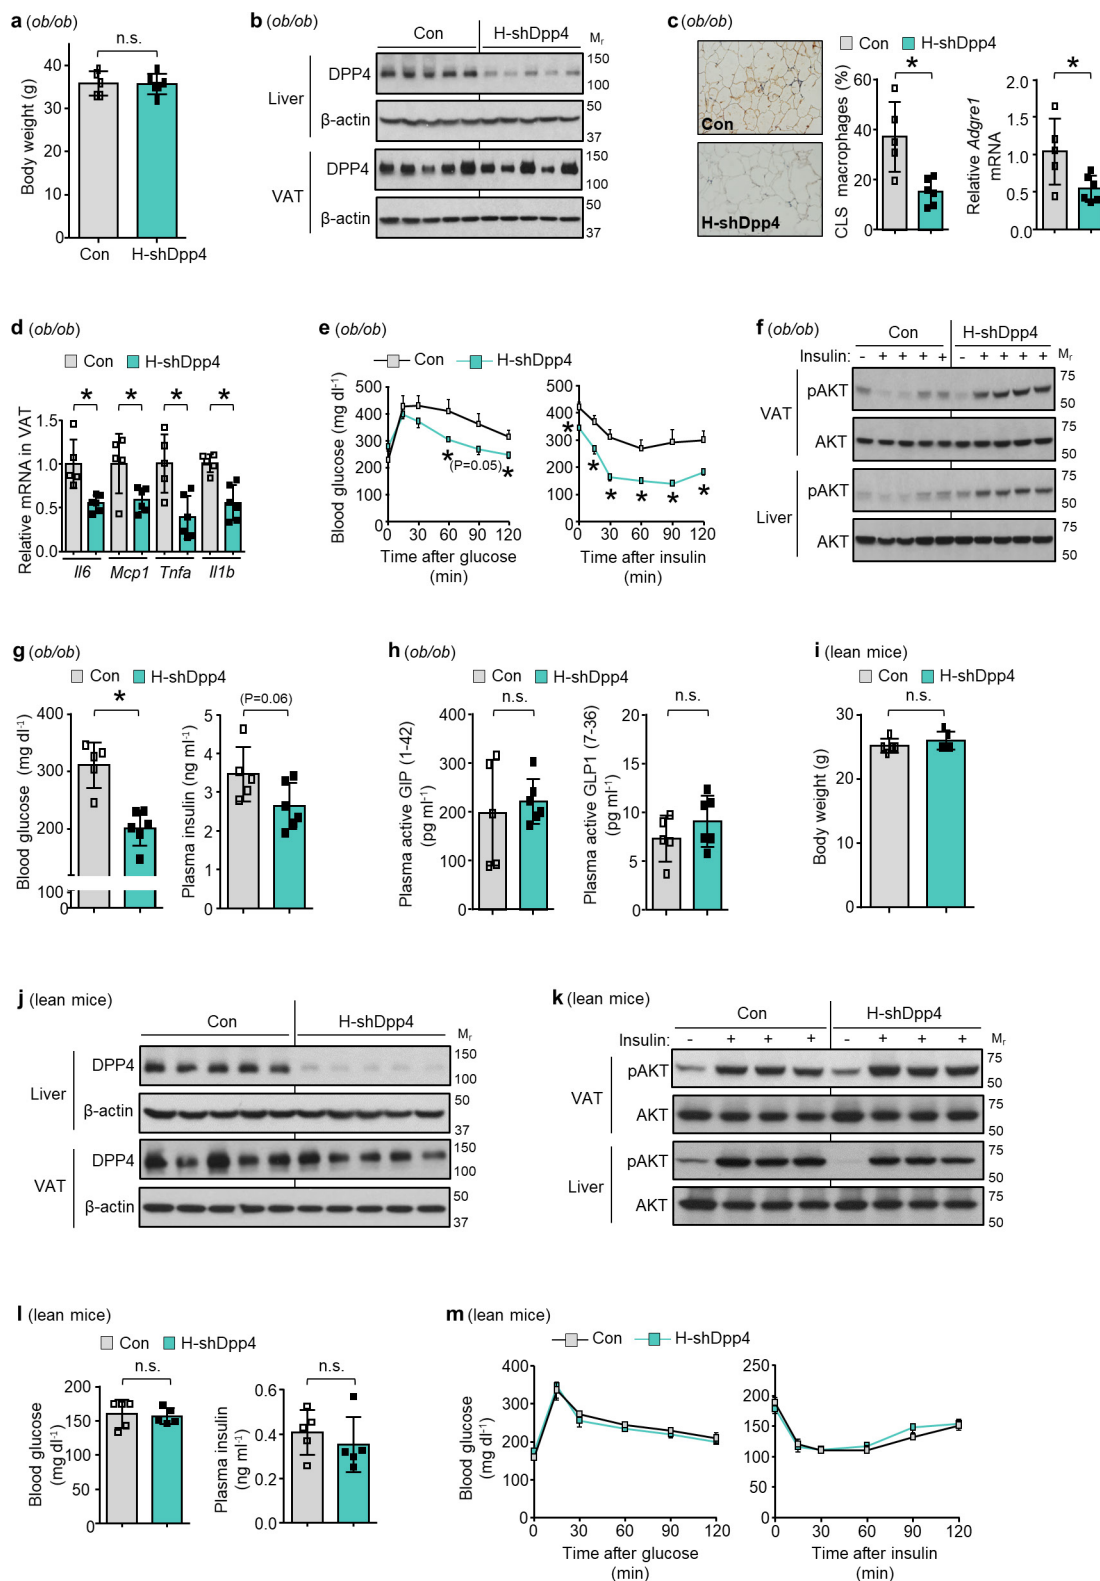 a (ob/ob)
n.s.
Body weight (g)
40
30
20
10
0
Con
H-shDpp4
b (ob/ob)
Con
H-shDpp4
Mr
Liver
DPP4
150
100
β-actin
50
37
VAT
DPP4
150
100
β-actin
50
37
c (ob/ob)
Con
H-shDpp4
Con
H-shDpp4
CLS macrophages (%)
80
60
40
20
0
*
Relative Adgre1
mRNA
2.0
1.5
1.0
0.5
0.0
*
d (ob/ob)
Con
H-shDpp4
Relative mRNA in VAT
1.5
1.0
0.5
0.0
* * * *
Il6 Mcp1 Tnfa Il1b
e (ob/ob)
Con
H-shDpp4
Blood glucose (mg dl-1)
500
400
300
200
100
0
* (P=0.05) *
0 30 60 90 120
Time after glucose
(min)
500
400
300
200
100
0
* * * * * *
0 30 60 90 120
Time after insulin
(min)
f (ob/ob)
Con
H-shDpp4
Insulin: - + + + + - + + + + Mr
VAT
pAKT
75
50
AKT
75
50
Liver
pAKT
75
50
AKT
75
50
g (ob/ob)
Con
H-shDpp4
Blood glucose (mg dl-1)
400
300
200
100
0
*
Plasma insulin (ng ml-1)
5
4
3
2
1
0
(P=0.06)
h (ob/ob)
Con
H-shDpp4
Plasma active GIP (1-42)
(pg ml-1)
400
300
200
100
0
n.s.
Plasma active GLP1 (7-36)
(pg ml-1)
20
15
10
5
0
n.s.
i (lean mice)
Con
H-shDpp4
n.s.
Body weight (g)
30
20
10
0
j (lean mice)
Con
H-shDpp4
Mr
Liver
DPP4
150
100
β-actin
50
37
VAT
DPP4
150
100
β-actin
50
37
k (lean mice)
Con
H-shDpp4
Insulin: - + + + - + + + Mr
VAT
pAKT
75
50
AKT
75
50
Liver
pAKT
75
50
AKT
75
50
l (lean mice)
Con
H-shDpp4
n.s.
Blood glucose
(mg dl-1)
200
150
100
50
0
n.s.
Plasma insulin
(ng ml-1)
0.6
0.4
0.2
0.0
m (lean mice)
Con
H-shDpp4
Blood glucose
(mg dl-1)
400
300
200
100
0
0 30 60 90 120
Time after glucose
(min)
250
200
150
100
50
0
0 30 60 90 120
Time after insulin
(min)